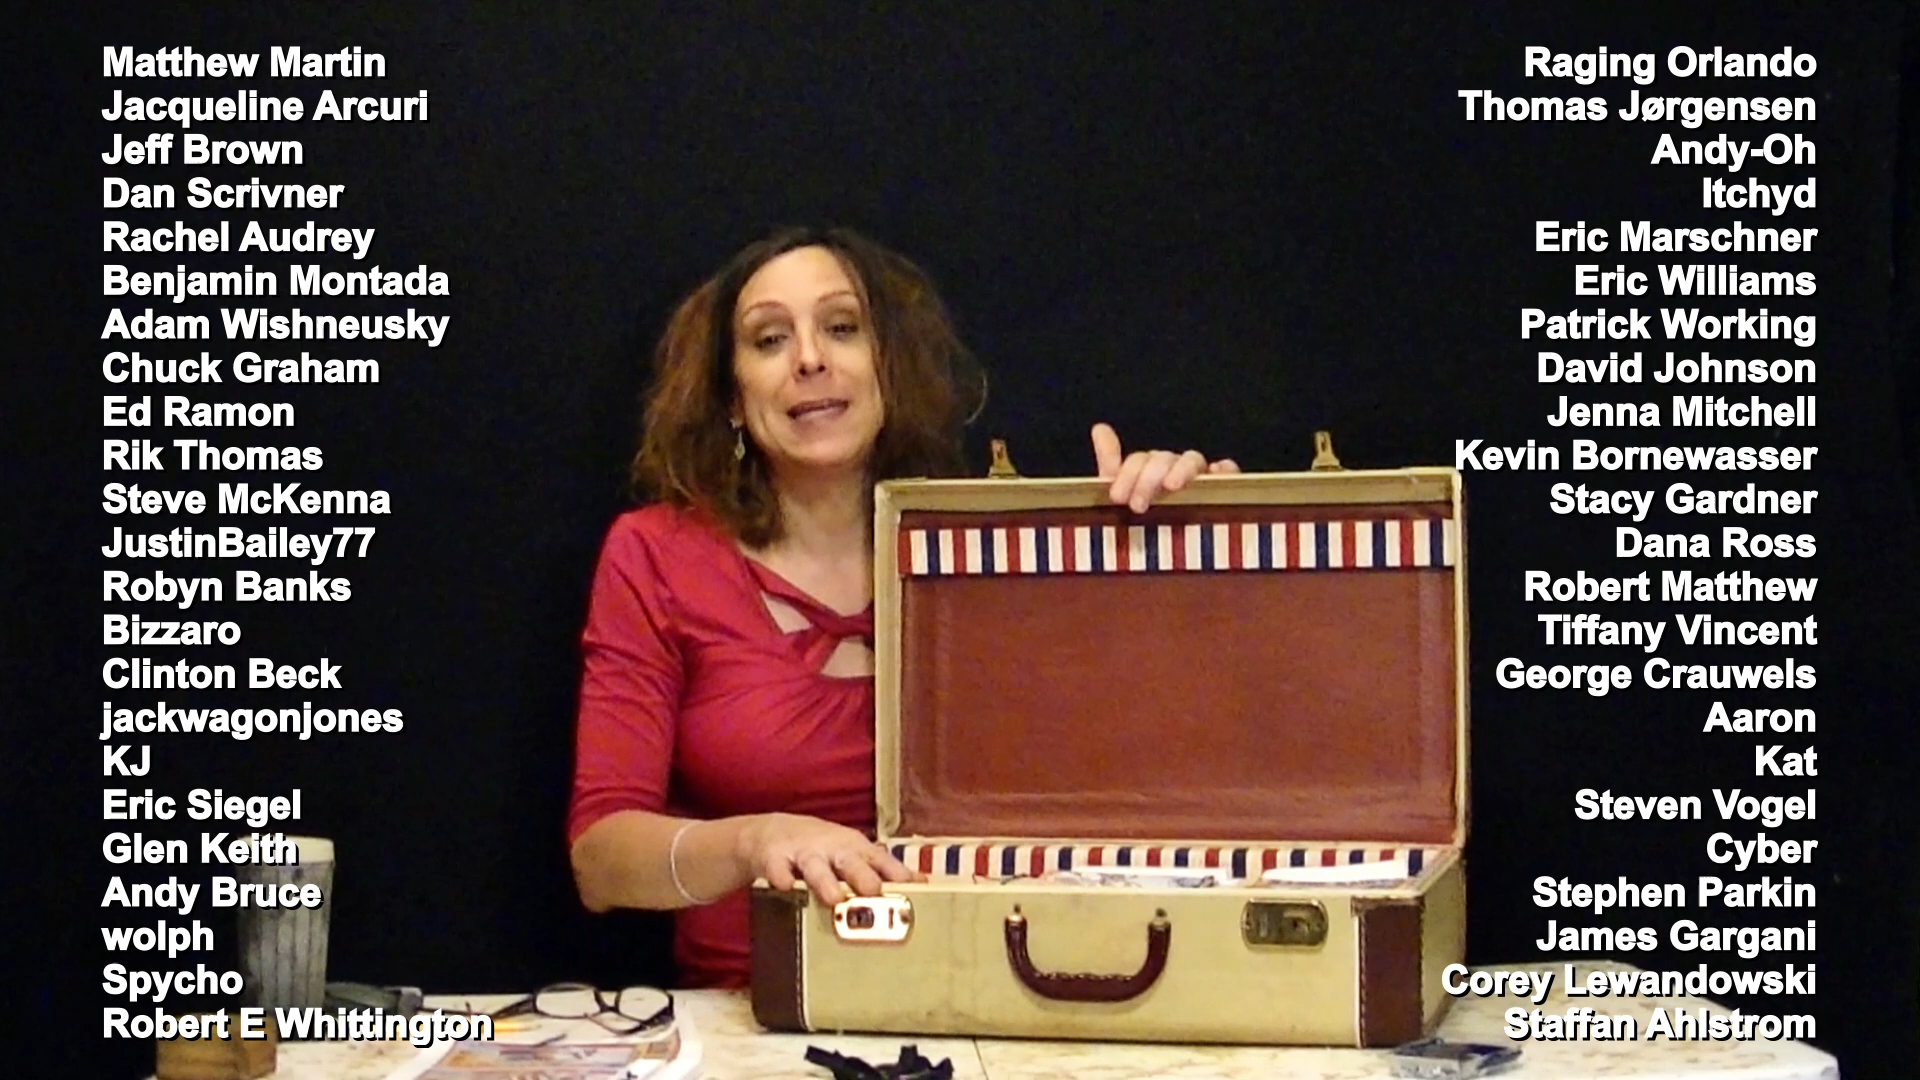 Matthew Martin
Jacqueline Arcuri
Jeff Brown
Dan Scrivner
Rachel Audrey
Benjamin Montada
Adam Wishneusky
Chuck Graham
Ed Ramon
Rik Thomas
Steve McKenna
JustinBailey77
Robyn Banks
Bizzaro
Clinton Beck
jackwagonjones
KJ
Eric Siegel
Glen Keith
Andy Bruce
wolph
Spycho
Robert E Whittington
Raging Orlando
Thomas Jørgensen
Andy-Oh
Itchyd
Eric Marschner
Eric Williams
Patrick Working
David Johnson
Jenna Mitchell
Kevin Bornewasser
Stacy Gardner
Dana Ross
Robert Matthew
Tiffany Vincent
George Crauwels
Aaron
Kat
Steven Vogel
Cyber
Stephen Parkin
James Gargani
Corey Lewandowski
Staffan Ahlstrom